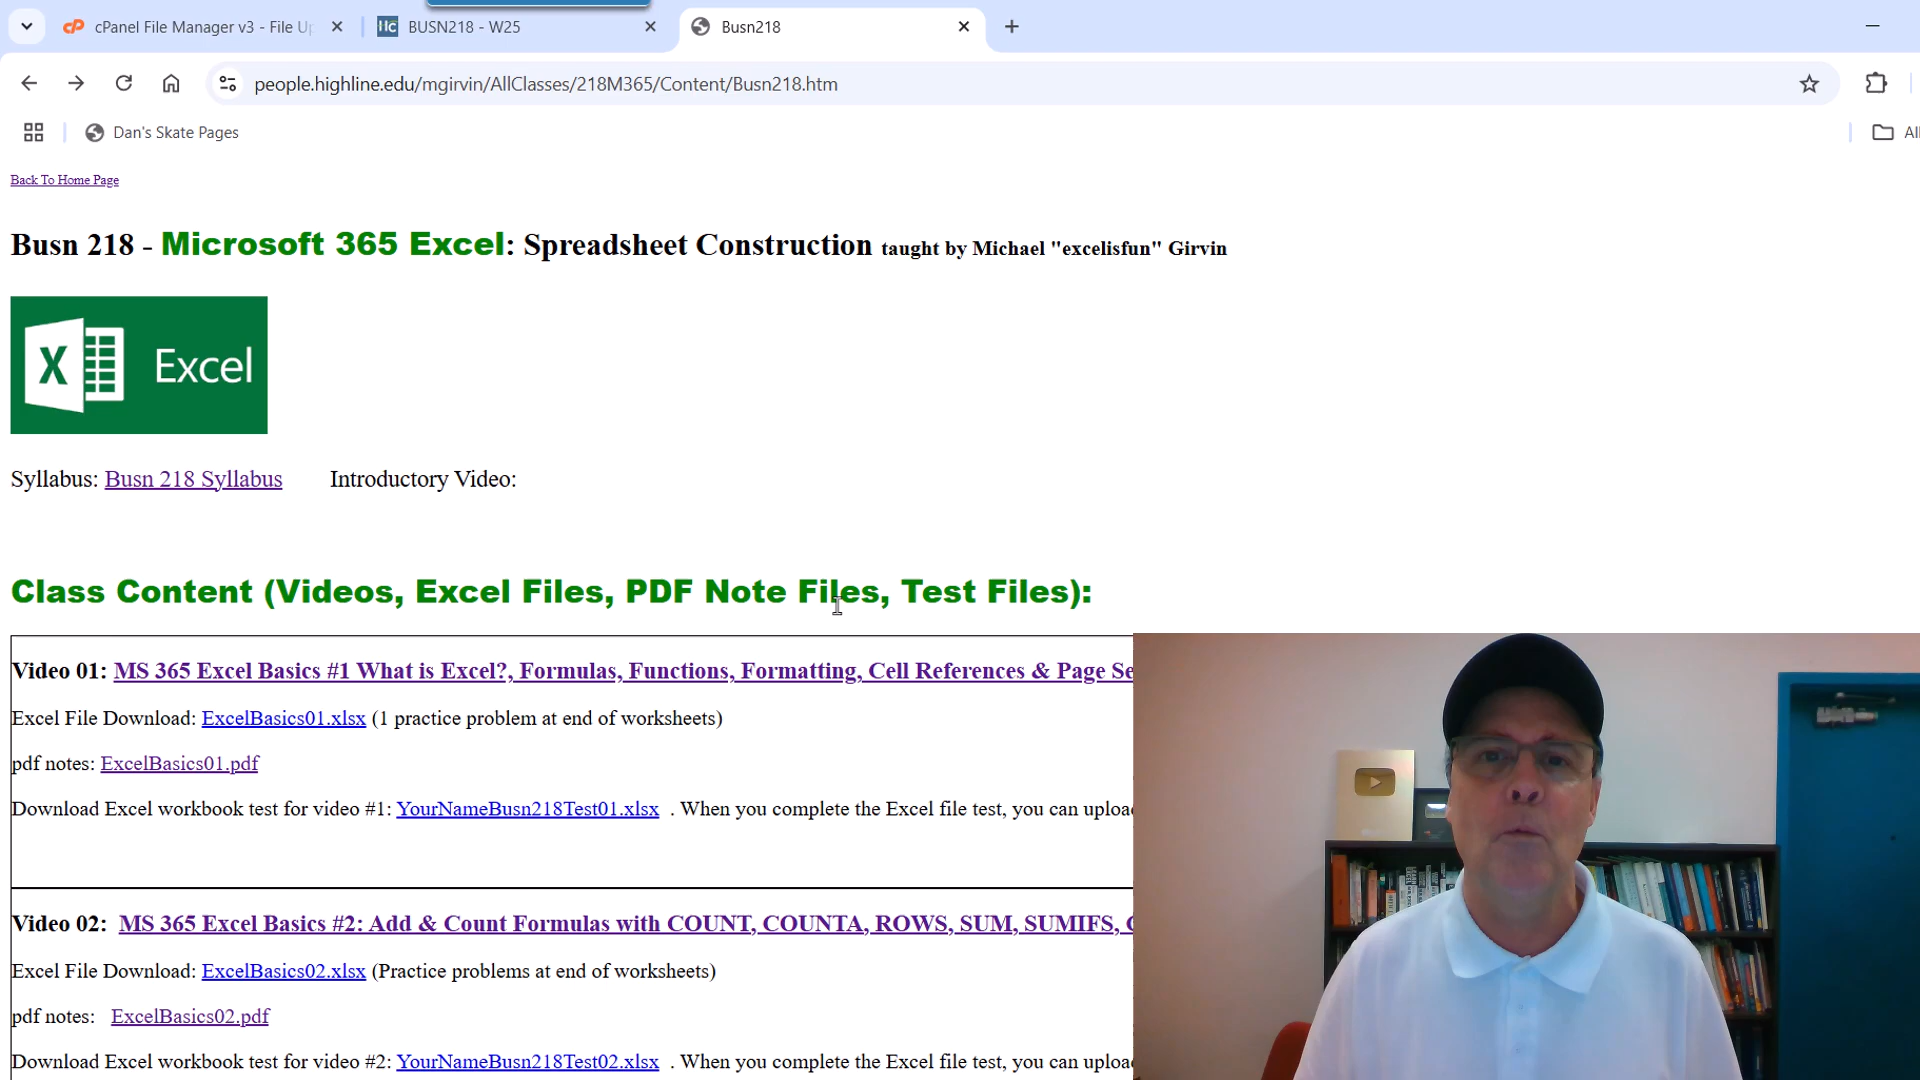 cPanel File Manager v3 - File Up
BUSN218 - W25
Busn218
people.highline.edu/mgirvin/AllClasses/218M365/Content/Busn218.htm
Dan's Skate Pages
All
Back To Home Page
Busn 218 - Microsoft 365 Excel: Spreadsheet Construction taught by Michael "excelisfun" Girvin
X Excel
Syllabus: Busn 218 Syllabus Introductory Video:
Class Content (Videos, Excel Files, PDF Note Files, Test Files):
Video 01: MS 365 Excel Basics #1 What is Excel?, Formulas, Functions, Formatting, Cell References & Page Se
Excel File Download: ExcelBasics01.xlsx (1 practice problem at end of worksheets)
pdf notes: ExcelBasics01.pdf
Download Excel workbook test for video #1: YourNameBusn218Test01.xlsx . When you complete the Excel file test, you can upload
Video 02: MS 365 Excel Basics #2: Add & Count Formulas with COUNT, COUNTA, ROWS, SUM, SUMIFS, C
Excel File Download: ExcelBasics02.xlsx (Practice problems at end of worksheets)
pdf notes: ExcelBasics02.pdf
Download Excel workbook test for video #2: YourNameBusn218Test02.xlsx . When you complete the Excel file test, you can upload